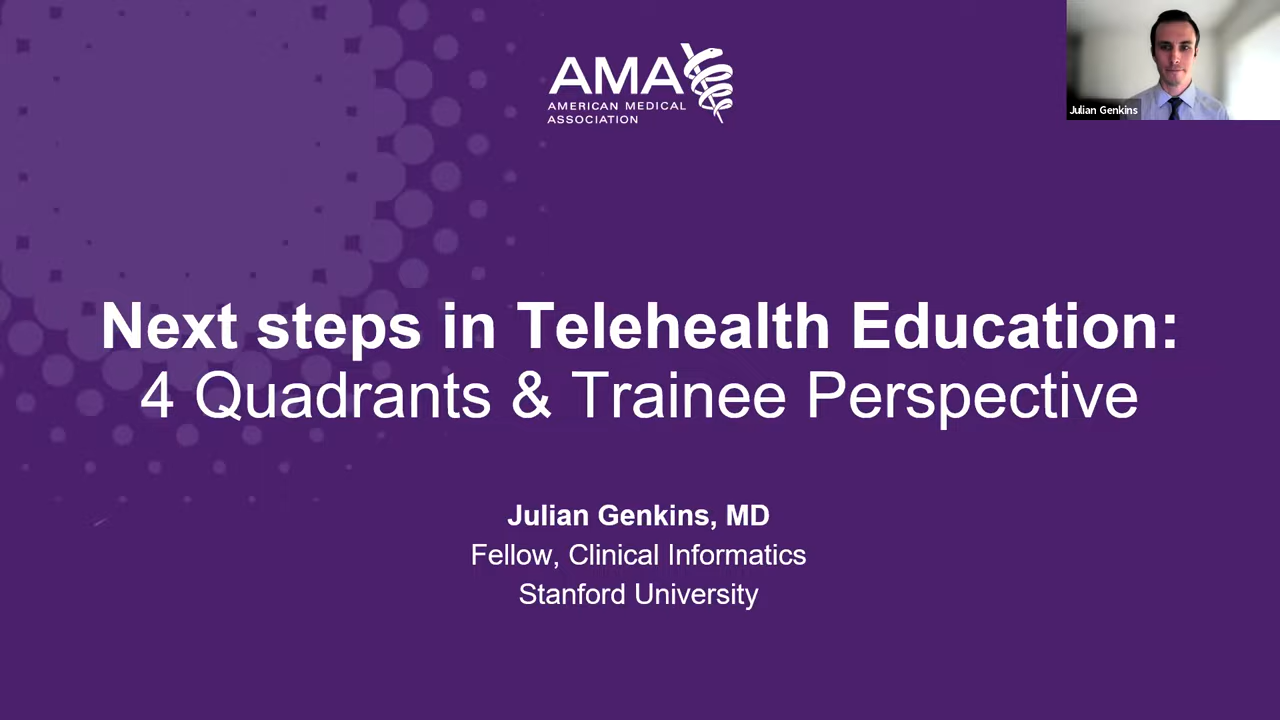 AMA
AMERICAN MEDICAL
ASSOCIATION
Julian Genkins
Next steps in Telehealth Education:
4 Quadrants & Trainee Perspective
Julian Genkins, MD
Fellow, Clinical Informatics
Stanford University